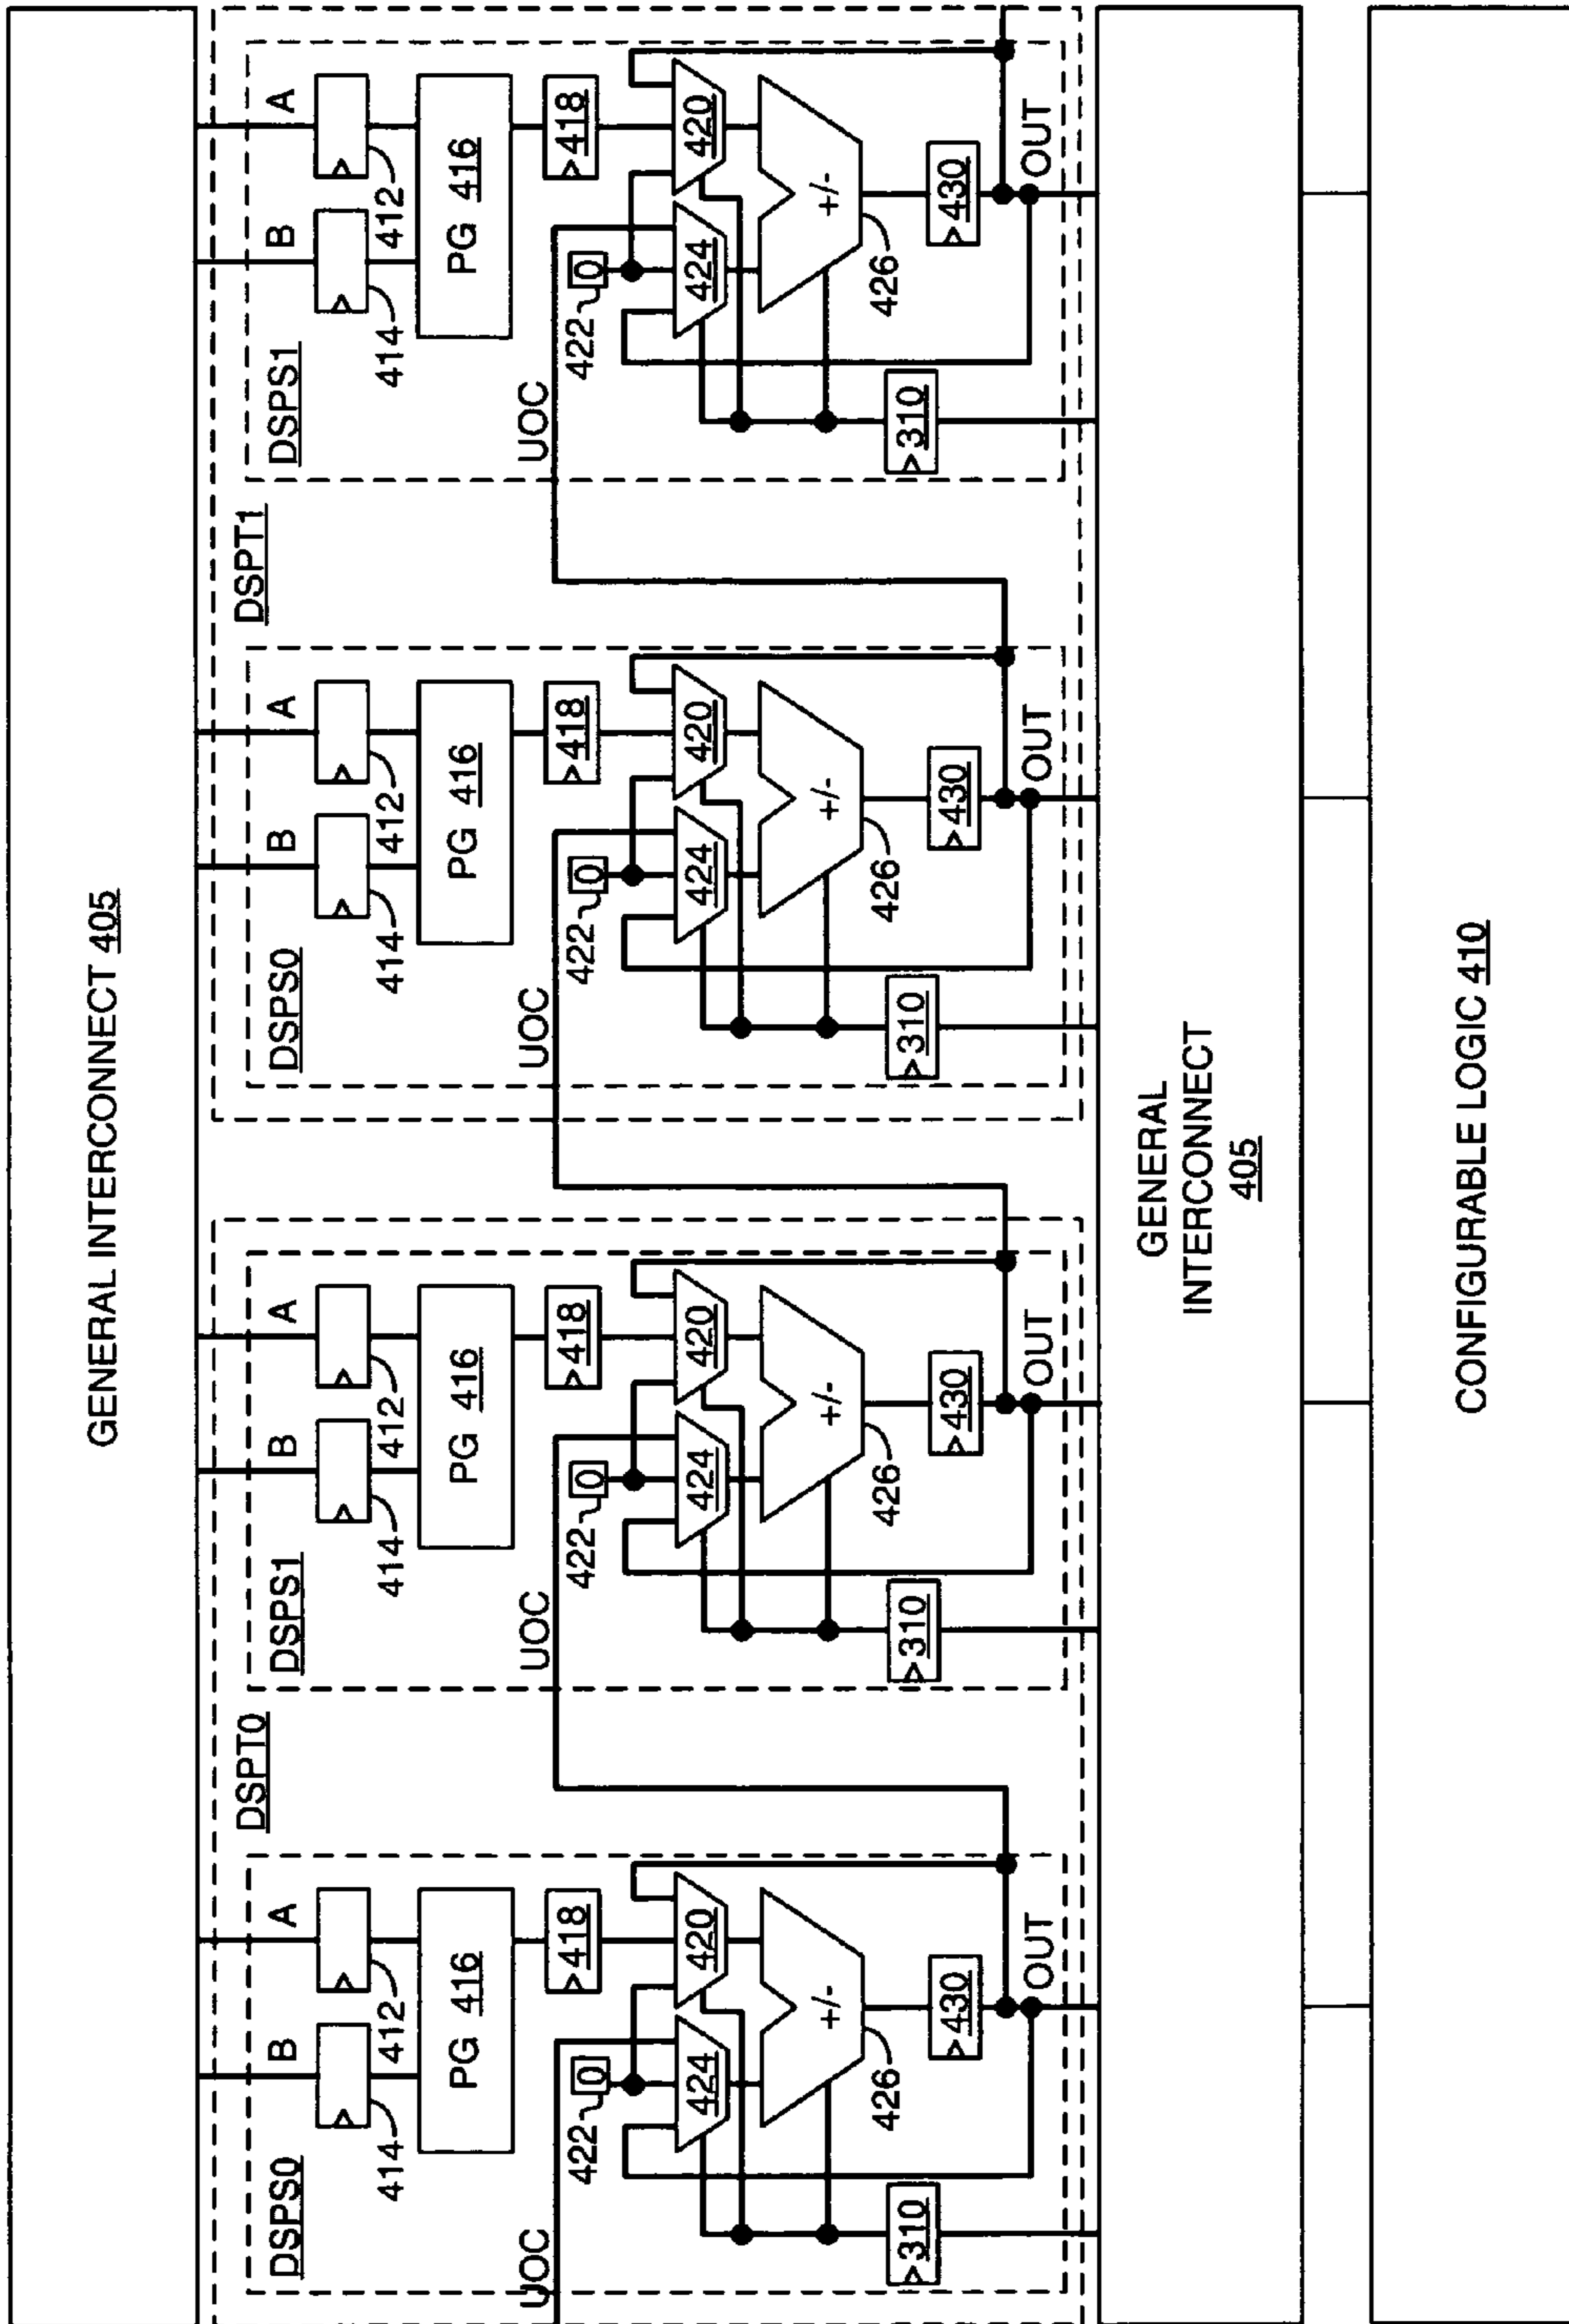 GENERAL INTERCONNECT 405
DSPT0
DSPS0
B
A
414
412
PG 416
UOC
418
422
0
424
420
+/-
426
310
430
OUT
DSPS1
B
A
414
412
PG 416
UOC
418
422
0
424
420
+/-
426
310
430
OUT
DSPT1
DSPS0
B
A
414
412
PG 416
UOC
418
422
0
424
420
+/-
426
310
430
OUT
DSPS1
B
A
414
412
PG 416
UOC
418
422
0
424
420
+/-
426
310
430
OUT
GENERAL
INTERCONNECT
405
CONFIGURABLE LOGIC 410